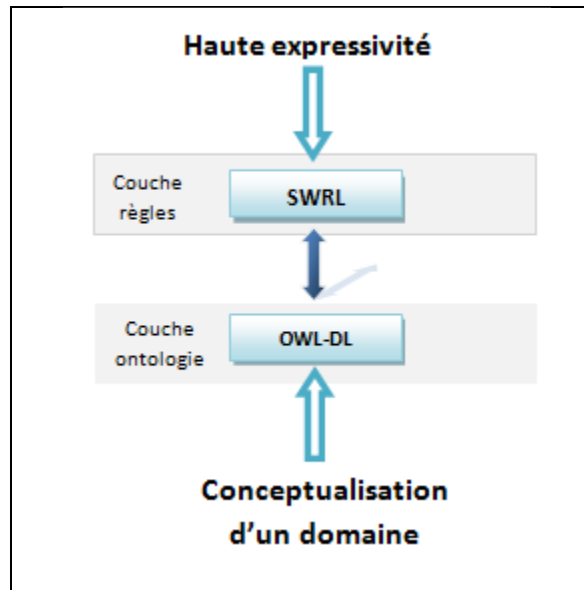 Haute expressivité
Couche
règles
SWRL
Couche
ontologie
OWL-DL
Conceptualisation
d’un domaine